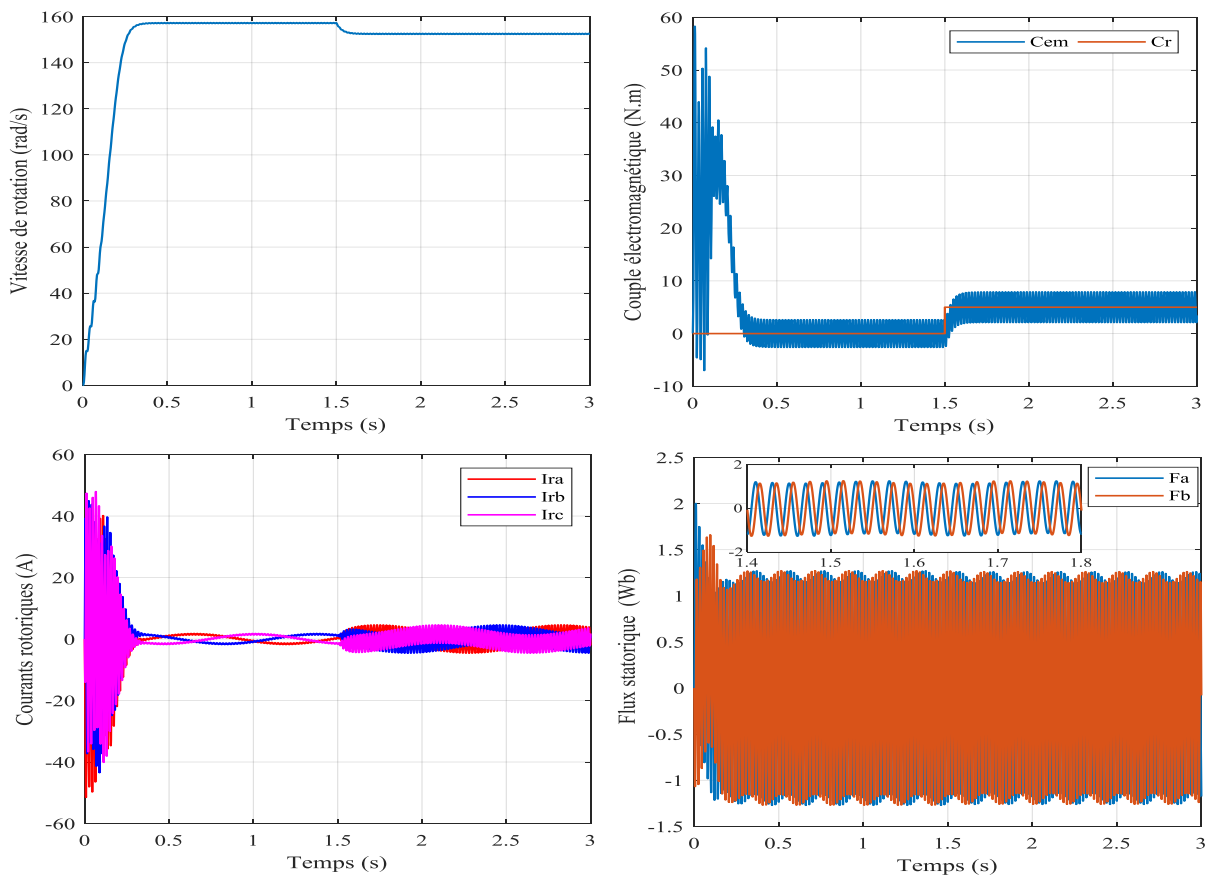 160
140
120
100
80
60
40
20
0
Vitesse de rotation (rad/s)
0 0.5 1 1.5 2 2.5 3
Temps (s)
60
50
40
30
20
10
0
-10
Couple électromagnétique (N.m)
Cem Cr
0 0.5 1 1.5 2 2.5 3
Temps (s)
60
40
20
0
-20
-40
-60
Courants rotoriques (A)
Ira
Irb
Irc
0 0.5 1 1.5 2 2.5 3
Temps (s)
2.5
2
1.5
1
0.5
0
-0.5
-1
-1.5
Flux statorique (Wb)
2
0
-2
1.4 1.5 1.6 1.7 1.8
Fa
Fb
0 0.5 1 1.5 2 2.5 3
Temps (s)